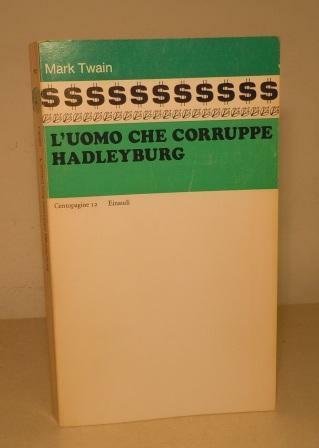 Mark Twain
$$$$$$$$$$$
L'UOMO CHE CORRUPPE
HADLEYBURG
Centopagine 12 Einaudi